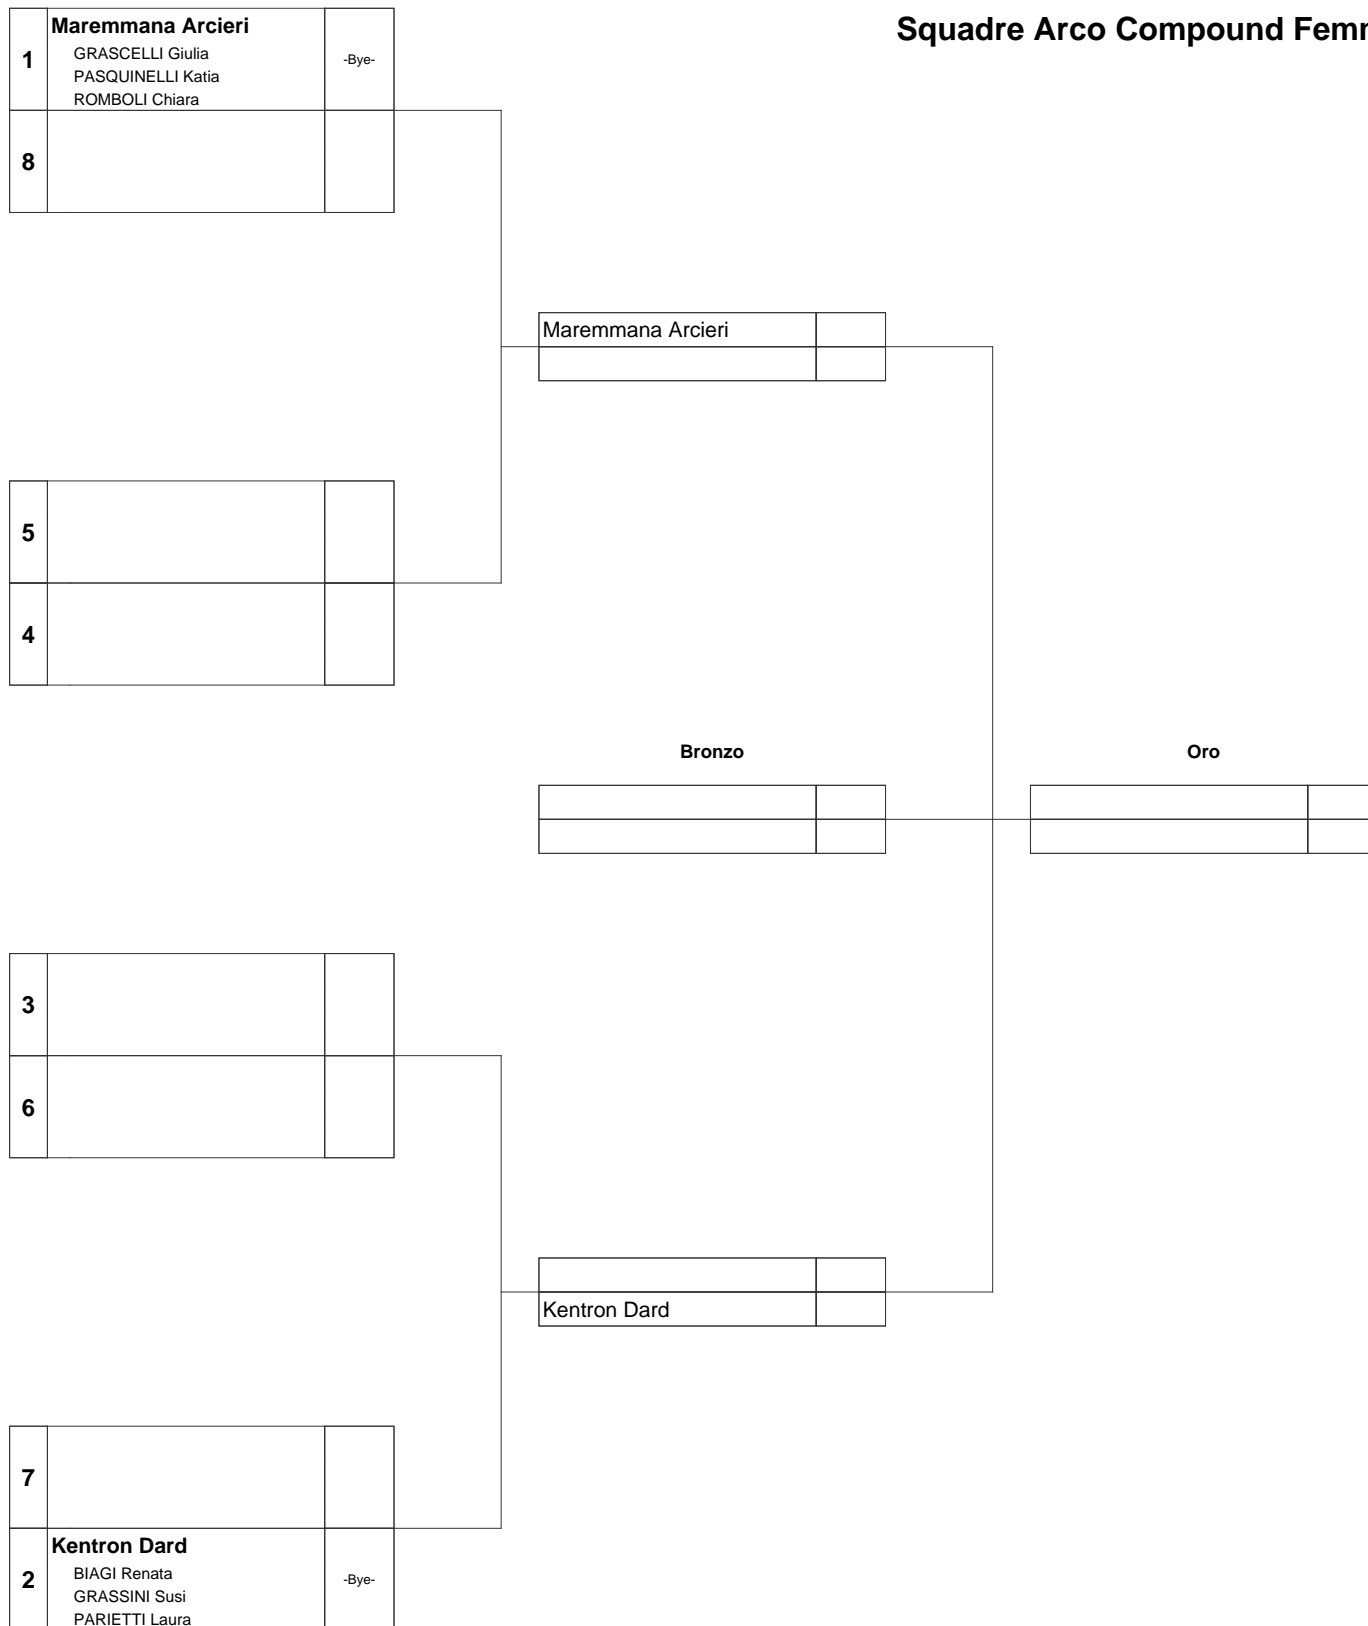 Squadre Arco Compound Femm
1
Maremmana Arcieri
GRASCELLI Giulia
PASQUINELLI Katia
ROMBOLI Chiara
-Bye-
8
Maremmana Arcieri
5
4
Bronzo
Oro
3
6
Kentron Dard
7
2
Kentron Dard
BIAGI Renata
GRASSINI Susi
PARIETTI Laura
-Bye-